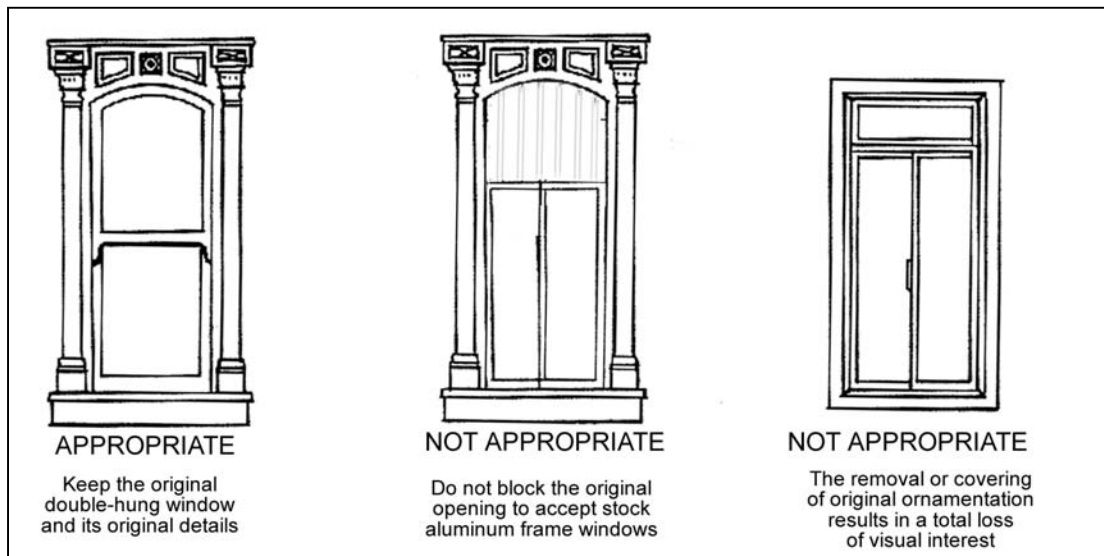 APPROPRIATE
Keep the original
double-hung window
and its original details
NOT APPROPRIATE
Do not block the original
opening to accept stock
aluminum frame windows
NOT APPROPRIATE
The removal or covering
of original ornamentation
results in a total loss
of visual interest